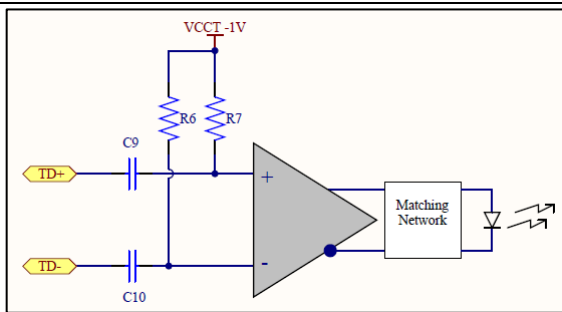 VCCT -1V
R6
R7
C9
TD+
+
Matching
Network
TD-
-
C10